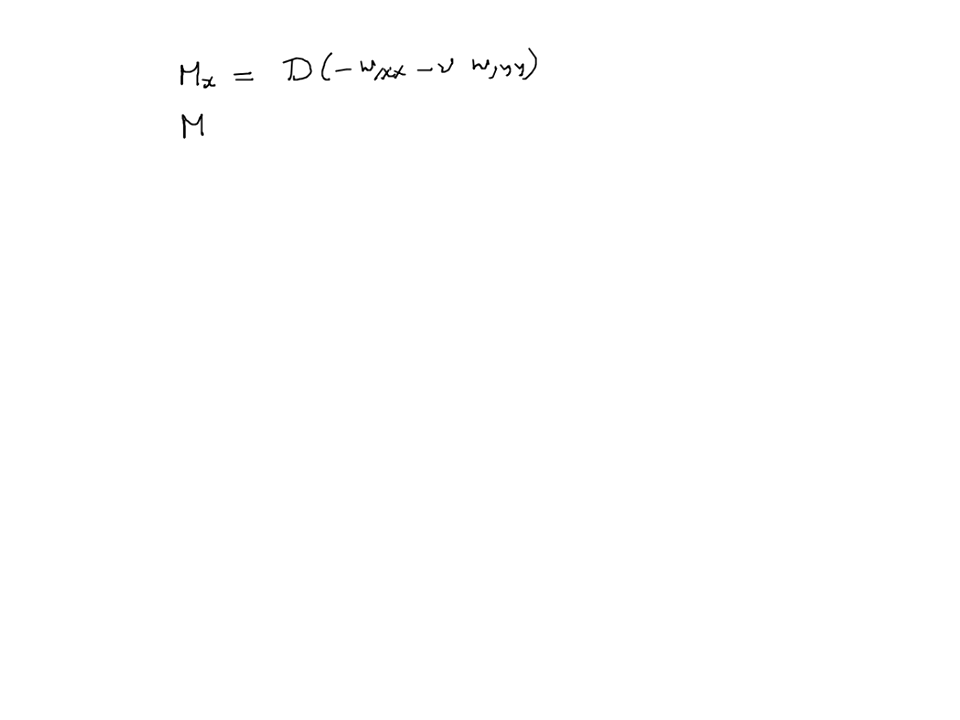 Mx = D(-w,xx - ν w,yy)
M